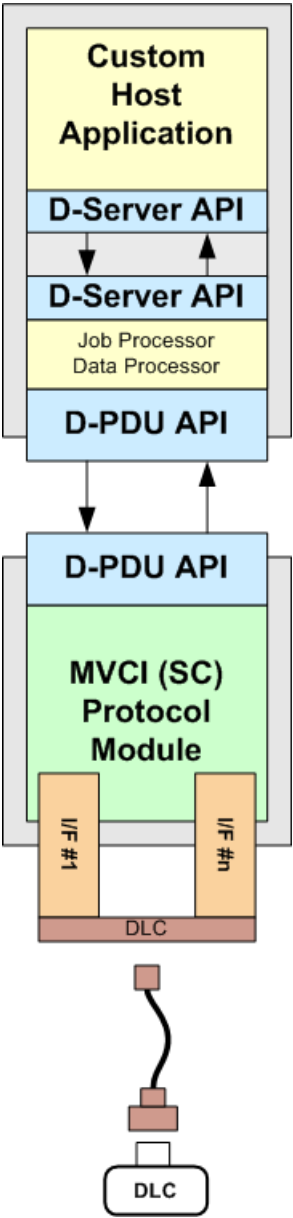 Custom
Host
Application
D-Server API
D-Server API
Job Processor
Data Processor
D-PDU API
D-PDU API
MVCI (SC)
Protocol
Module
I/F #1
I/F #n
DLC
DLC